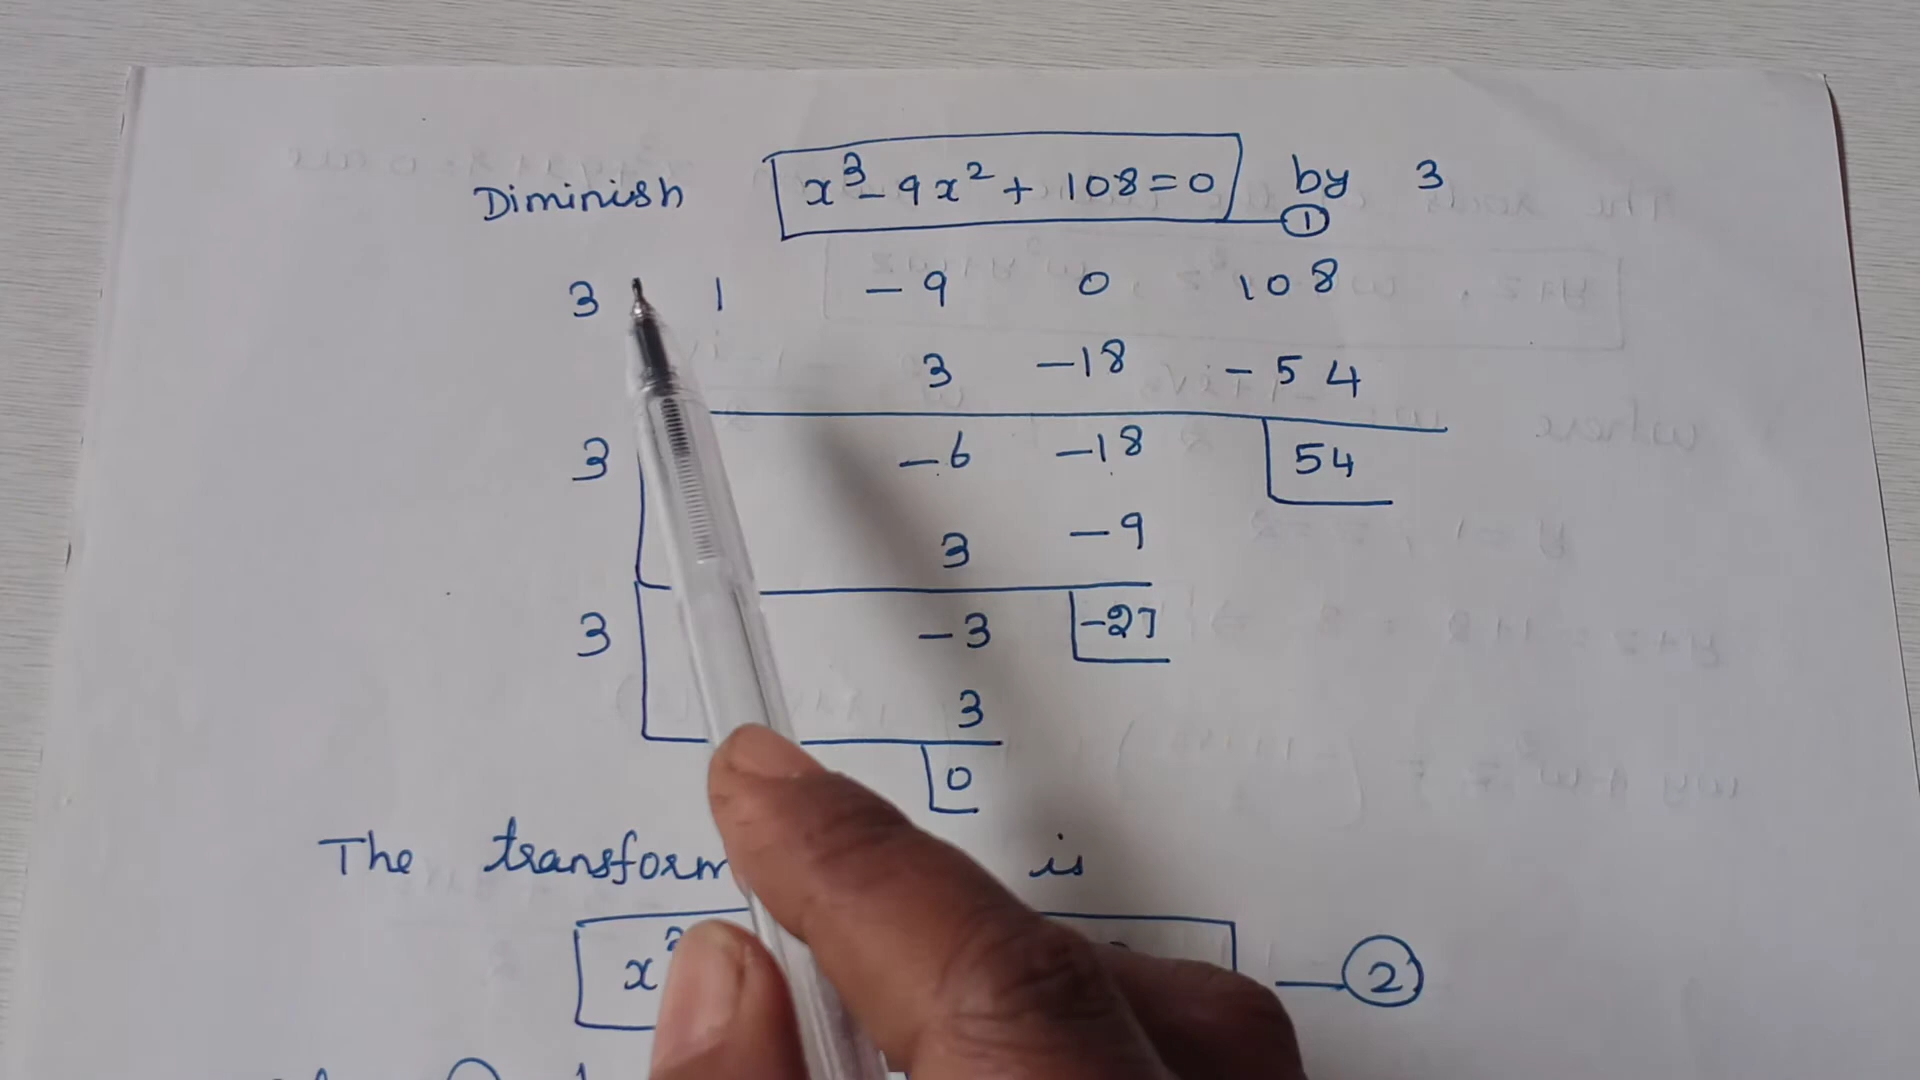 Diminish x³ - 9x² + 108 = 0 by 3
①
3 1 -9 0 108
3 -18 -54
3 -6 -18 54
3 -9
3 -3 -27
3
0
The transform is
x ②